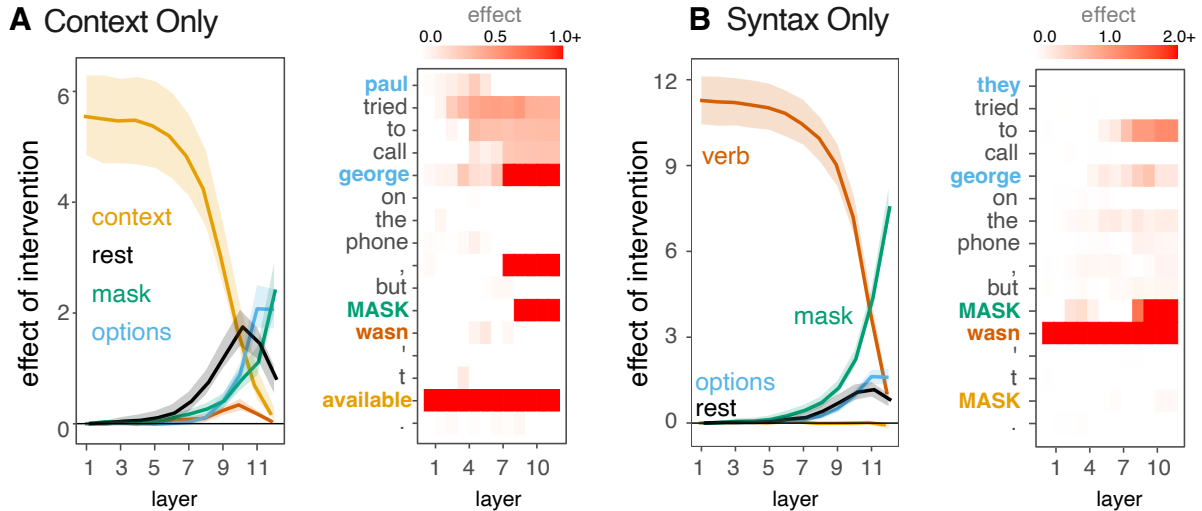 A Context Only
effect of intervention
6
4
2
0
context
rest
mask
options
1 3 5 7 9 11
layer
effect
0.0 0.5 1.0+
paul
tried
to
call
george
on
the
phone
,
but
MASK
wasn
'
t
available
.
1 4 7 10
layer
B Syntax Only
effect of intervention
12
9
6
3
0
verb
mask
options
rest
1 3 5 7 9 11
layer
effect
0.0 1.0 2.0+
they
tried
to
call
george
on
the
phone
,
but
MASK
wasn
'
t
MASK
.
1 4 7 10
layer